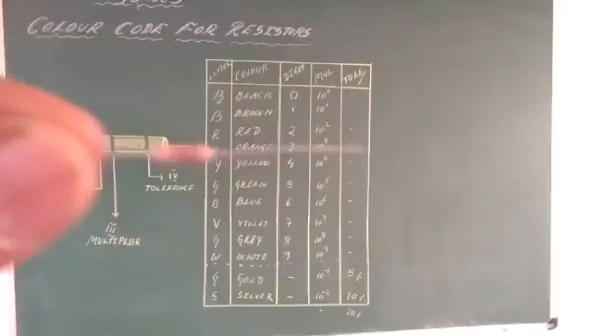 COLOUR CODE FOR RESISTORS
LETTER COLOUR DIGIT MUL TOLRY
B BLACK 0 10⁰
B BROWN 1 10¹
R RED 2 10² -
ORANGE 3 10³ -
Y YELLOW 4 10⁴ -
G GREEN 5 10⁵ -
B BLUE 6 10⁶ -
V VIOLET 7 10⁷ -
G GREY 8 10⁸ -
W WHITE 9 10⁹ -
G GOLD - 10⁻¹ 5%
S SILVER - 10⁻² 10%
20%
IV
TOLERANCE
III
MULTIPLIER